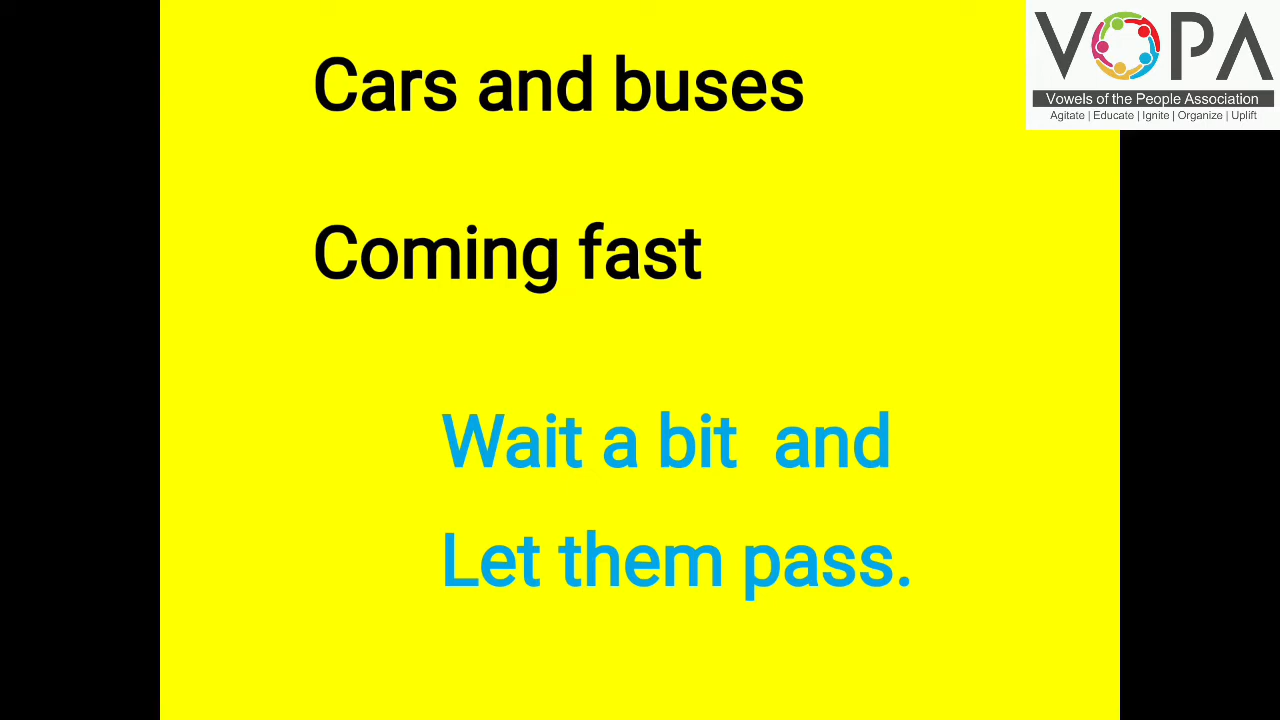 VOPA
Vowels of the People Association
Agitate | Educate | Ignite | Organize | Uplift
Cars and buses
Coming fast
Wait a bit  and
Let them pass.